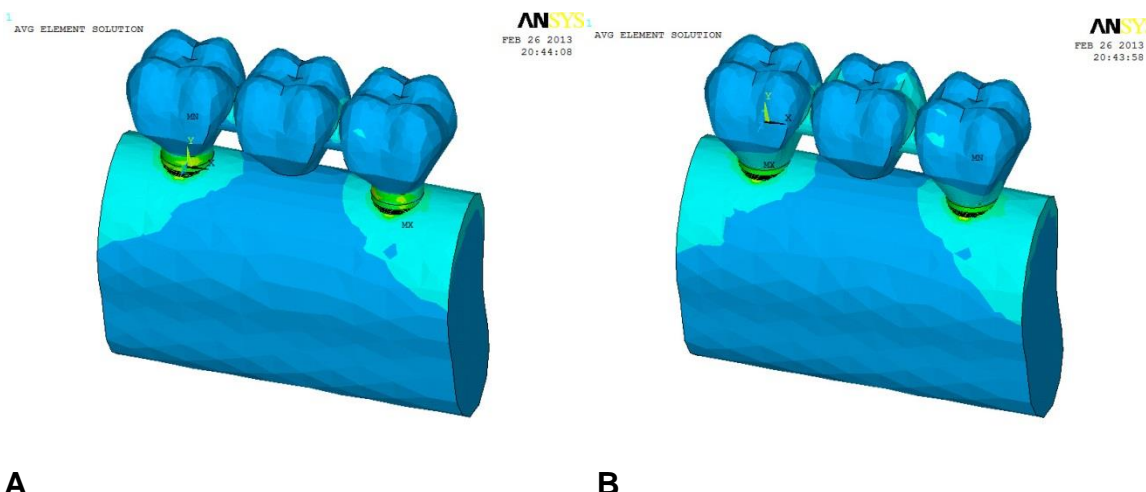 1
AVG ELEMENT SOLUTION
ANSYS
FEB 26 2013
20:44:08
MN
Y
X
MX
A
1
AVG ELEMENT SOLUTION
ANSY
FEB 26 2013
20:43:58
Y
X
MX
MN
B